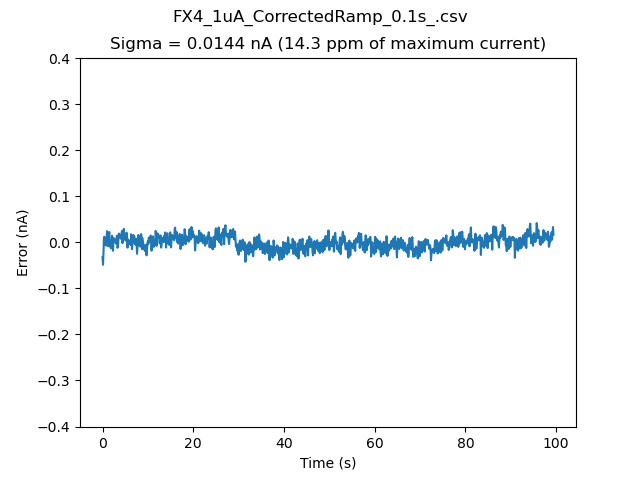 FX4_1uA_CorrectedRamp_0.1s_.csv
Sigma = 0.0144 nA (14.3 ppm of maximum current)
0.4
0.3
0.2
0.1
0.0
−0.1
−0.2
−0.3
−0.4
Error (nA)
0 20 40 60 80 100
Time (s)